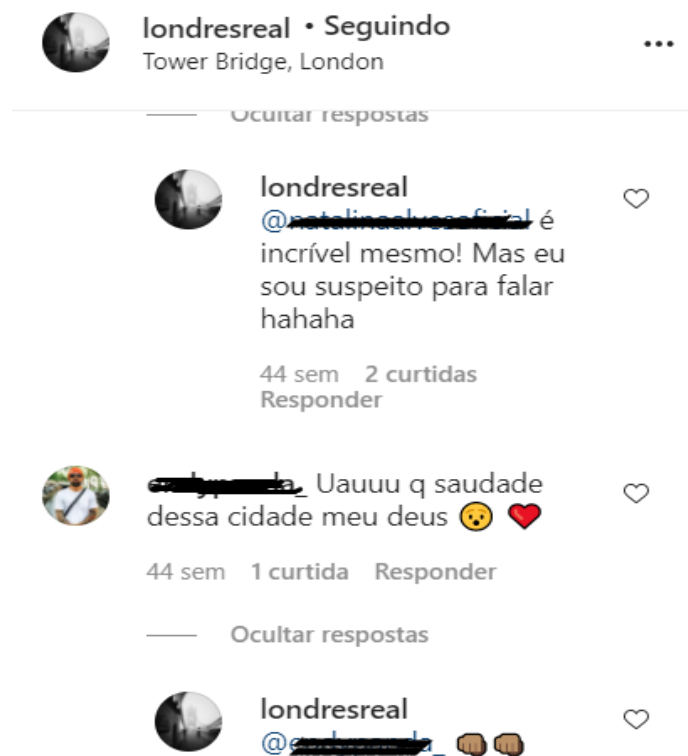 londresreal • Seguindo
Tower Bridge, London
Ocultar respostas
londresreal
é
incrível mesmo! Mas eu
sou suspeito para falar
hahaha
44 sem 2 curtidas
Responder
Uauuu q saudade
dessa cidade meu deus 😯 ❤️
44 sem 1 curtida Responder
Ocultar respostas
londresreal
@ 👊🏽👊🏽